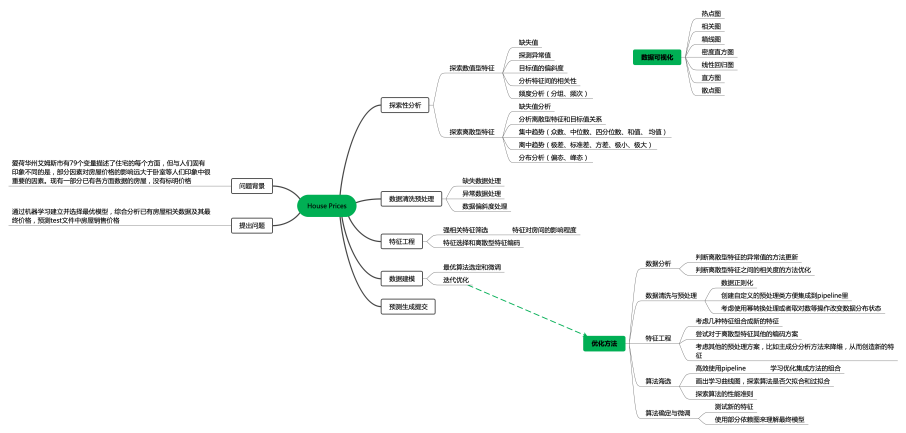 House Prices
问题背景
爱荷华州艾姆斯市有79个变量描述了住宅的每个方面，但与人们固有
印象不同的是，部分因素对房屋价格的影响远大于卧室等人们印象中很
重要的因素。现有一部分已有各方面数据的房屋，没有标明价格
提出问题
通过机器学习建立并选择最优模型，综合分析已有房屋相关数据及其最
终价格，预测test文件中房屋销售价格
探索性分析
探索数值型特征
缺失值
探测异常值
目标值的偏斜度
分析特征间的相关性
频度分析（分组、频次）
探索离散型特征
缺失值分析
分析离散型特征和目标值关系
集中趋势（众数、中位数、四分位数、和值、 均值）
离中趋势（极差、标准差、方差、极小、极大）
分布分析（偏态、峰态）
数据清洗预处理
缺失数据处理
异常数据处理
数据偏斜度处理
特征工程
强相关特征筛选
特征对房间的影响程度
特征选择和离散型特征编码
数据建模
最优算法选定和微调
迭代优化
预测生成提交
数据可视化
热点图
相关图
箱线图
密度直方图
线性回归图
直方图
散点图
优化方法
数据分析
判断离散型特征的异常值的方法更新
判断离散型特征之间的相关度的方法优化
数据清洗与预处理
数据正则化
创建自定义的预处理类方便集成到pipeline里
考虑使用幂转换处理或者取对数等操作改变数据分布状态
特征工程
考虑几种特征组合成新的特征
尝试对于离散型特征其他的编码方案
考虑其他的预处理方案，比如主成分分析方法来降维，从而创造新的特
征
算法海选
高效使用pipeline
学习优化集成方法的组合
画出学习曲线图，探索算法是否欠拟合和过拟合
探索算法的性能准则
算法确定与微调
测试新的特征
使用部分依赖图来理解最终模型